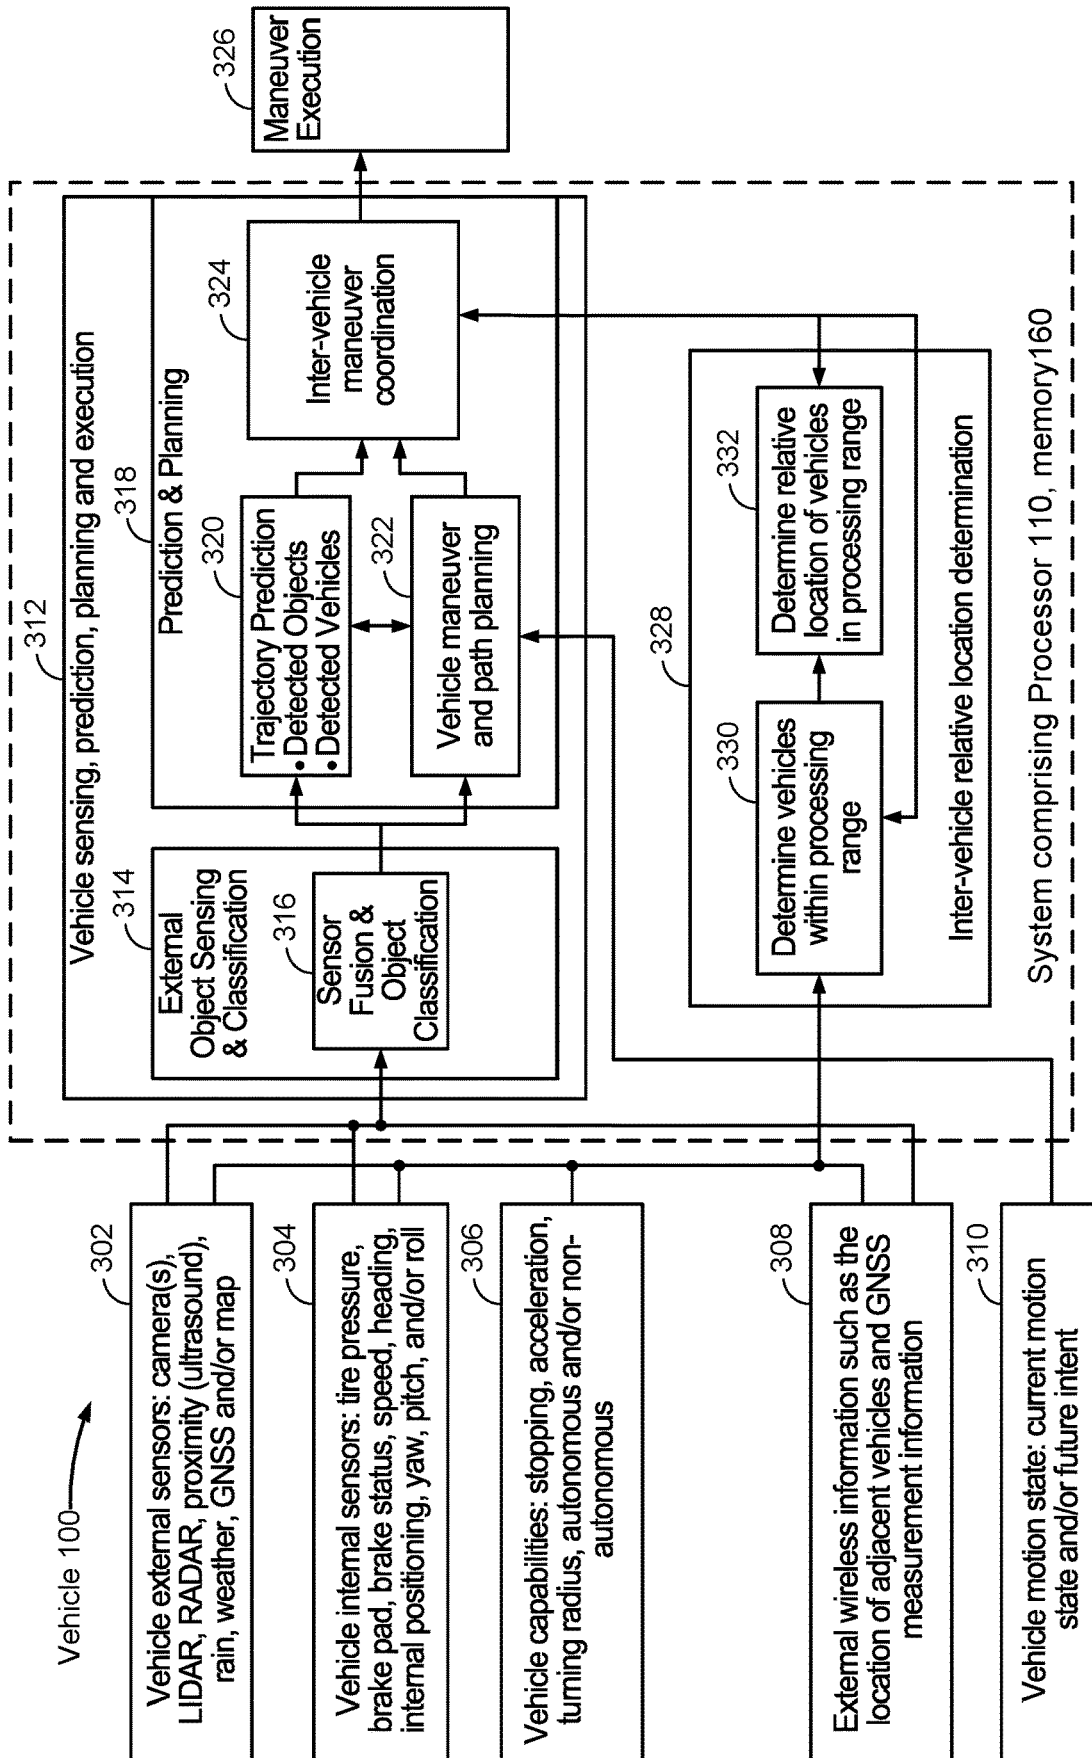 Vehicle 100
302
Vehicle external sensors: camera(s),
LIDAR, RADAR, proximity (ultrasound),
rain, weather, GNSS and/or map
304
Vehicle internal sensors: tire pressure,
brake pad, brake status, speed, heading,
internal positioning, yaw, pitch, and/or roll
306
Vehicle capabilities: stopping, acceleration,
turning radius, autonomous and/or non-
autonomous
308
External wireless information such as the
location of adjacent vehicles and GNSS
measurement information
310
Vehicle motion state: current motion
state and/or future intent
312
Vehicle sensing, prediction, planning and execution
314
External
Object Sensing
& Classification
316
Sensor
Fusion &
Object
Classification
318
Prediction & Planning
320
Trajectory Prediction
• Detected Objects
• Detected Vehicles
322
Vehicle maneuver
and path planning
324
Inter-vehicle
maneuver
coordination
326
Maneuver
Execution
328
330
Determine vehicles
within processing
range
332
Determine relative
location of vehicles
in processing range
Inter-vehicle relative location determination
System comprising Processor 110, memory160